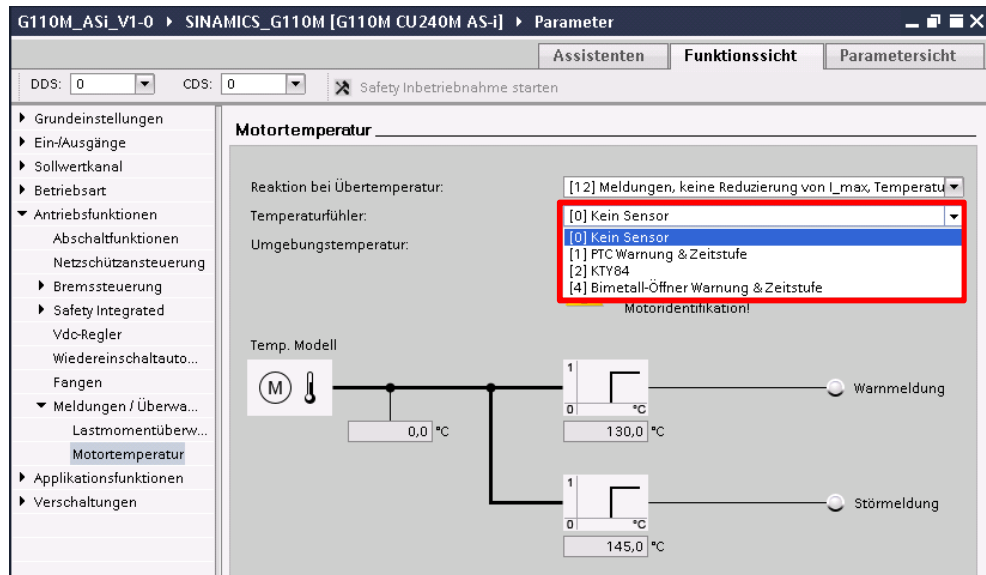 G110M_ASi_V1-0 ▸ SINAMICS_G110M [G110M CU240M AS-i] ▸ Parameter
Assistenten Funktionssicht Parametersicht
DDS: 0 CDS: 0 Safety Inbetriebnahme starten
Grundeinstellungen
Ein-/Ausgänge
Sollwertkanal
Betriebsart
Antriebsfunktionen
Abschaltfunktionen
Netzschützansteuerung
Bremssteuerung
Safety Integrated
Vdc-Regler
Wiedereinschaltauto...
Fangen
Meldungen / Überwa...
Lastmomentüberw...
Motortemperatur
Applikationsfunktionen
Verschaltungen
Motortemperatur
Reaktion bei Übertemperatur: [12] Meldungen, keine Reduzierung von I_max, Temperatu
Temperaturfühler: [0] Kein Sensor
[0] Kein Sensor
Umgebungstemperatur:
[1] PTC Warnung & Zeitstufe
[2] KTY84
[4] Bimetall-Öffner Warnung & Zeitstufe
Motoridentifikation!
Temp. Modell
M
1
0 °C
Warnmeldung
0,0 °C
130,0 °C
1
0 °C
Störmeldung
145,0 °C